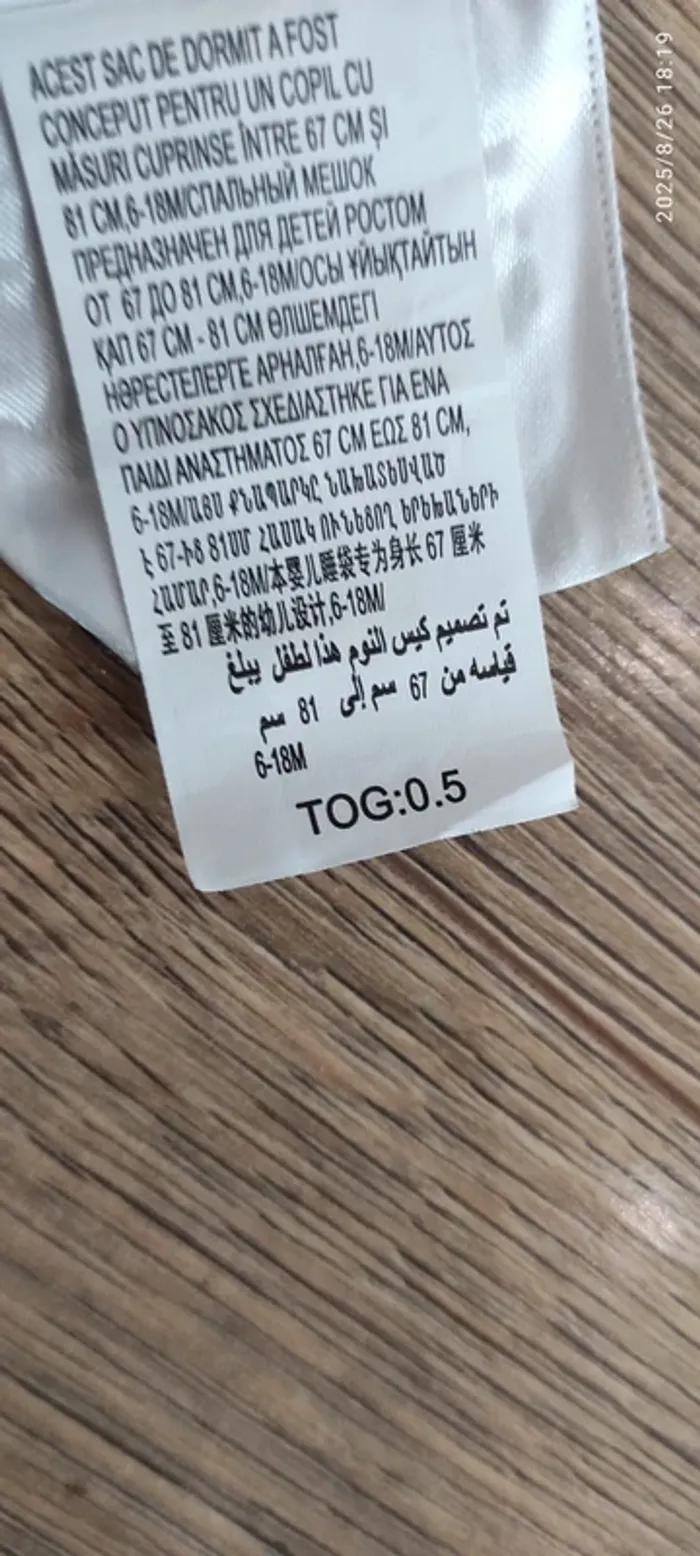 ACEST SAC DE DORMIT A FOST
CONCEPUT PENTRU UN COPIL CU
MĂSURI CUPRINSE ÎNTRE 67 CM ȘI
81 CM,6-18M/СПАЛЬНЫЙ МЕШОК
ПРЕДНАЗНАЧЕН ДЛЯ ДЕТЕЙ РОСТОМ
ОТ 67 ДО 81 СМ,6-18M/ОСЫ ҰЙЫҚТАЙТЫН
ҚАП 67 СМ - 81 СМ ӨЛШЕМДЕГІ
НӘРЕСТЕЛЕРГЕ АРНАЛҒАН,6-18M/ΑΥΤΟΣ
Ο ΥΠΝΟΣΑΚΟΣ ΣΧΕΔΙΑΣΤΗΚΕ ΓΙΑ ΕΝΑ
ΠΑΙΔΙ ΑΝΑΣΤΗΜΑΤΟΣ 67 CM ΕΩΣ 81 CM,
6-18M/ԱՅՍ ՔՆԱՊԱՐԿԸ ՆԱԽԱՏԵՍՎԱԾ
Է 67-ԻՑ 81ՍՄ ՀԱՍԱԿ ՈՒՆԵՑՈՂ ԵՐԵԽԱՆԵՐԻ
ՀԱՄԱՐ,6-18M/本婴儿睡袋专为身长 67 厘米
至 81 厘米的幼儿设计,6-18M/
تم تصميم كيس النوم هذا لطفل يبلغ
قياسه من 67 سم إلى 81 سم
6-18M
TOG:0.5
2025/8/26 18:19